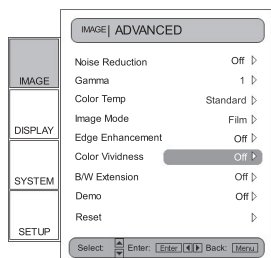 IMAGE| ADVANCED
IMAGE
DISPLAY
SYSTEM
SETUP
Noise Reduction Off
Gamma 1
Color Temp Standard
Image Mode Film
Edge Enhancement Off
Color Vividness Off
B/W Extension Off
Demo Off
Reset
Select: Enter: Enter Back: Menu